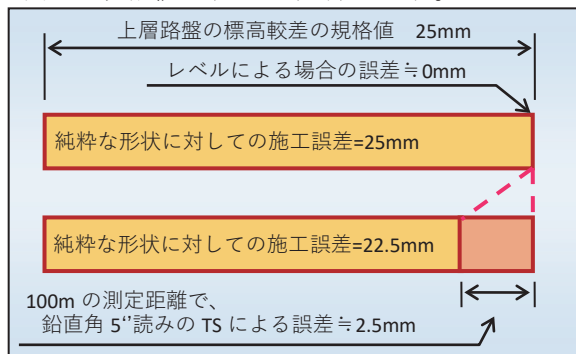 上層路盤の標高較差の規格値 25mm
レベルによる場合の誤差≒0mm
純粋な形状に対しての施工誤差=25mm
純粋な形状に対しての施工誤差=22.5mm
100m の測定距離で、
鉛直角 5‘’読みの TS による誤差≒2.5mm